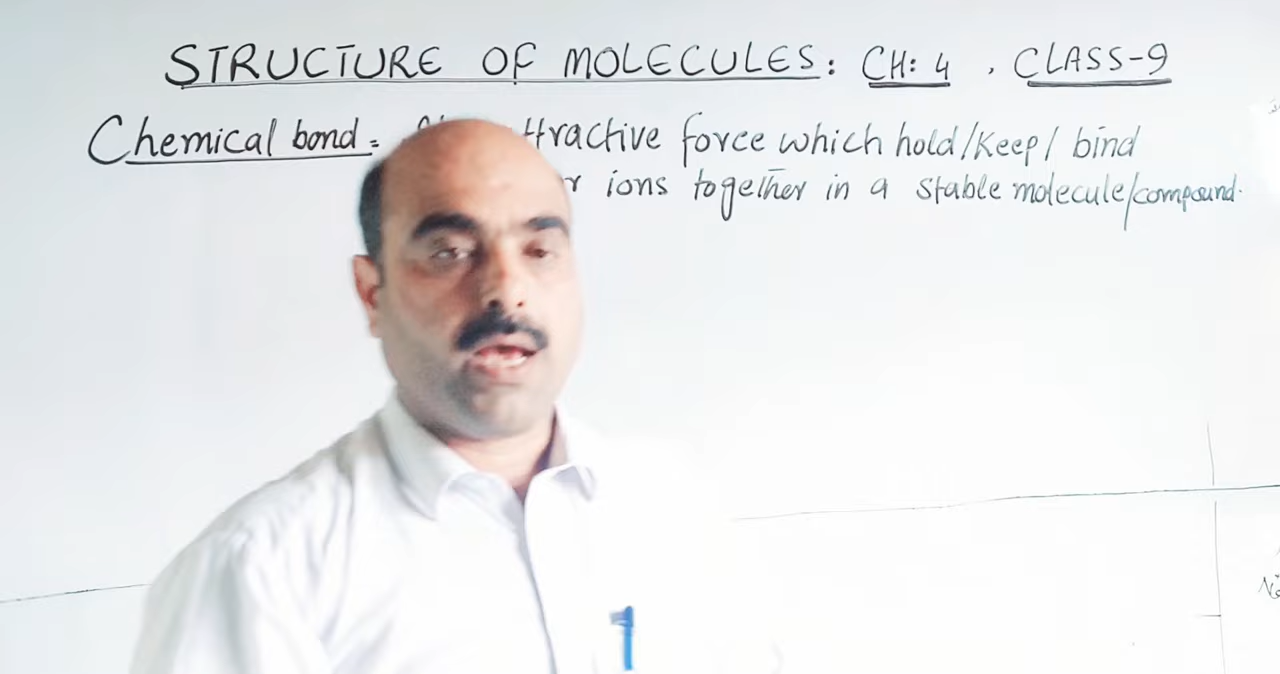 STRUCTURE OF MOLECULES: CH: 4 , CLASS-9
Chemical bond = force which hold/Keep/ bind
ions together in a stable molecule/compound.